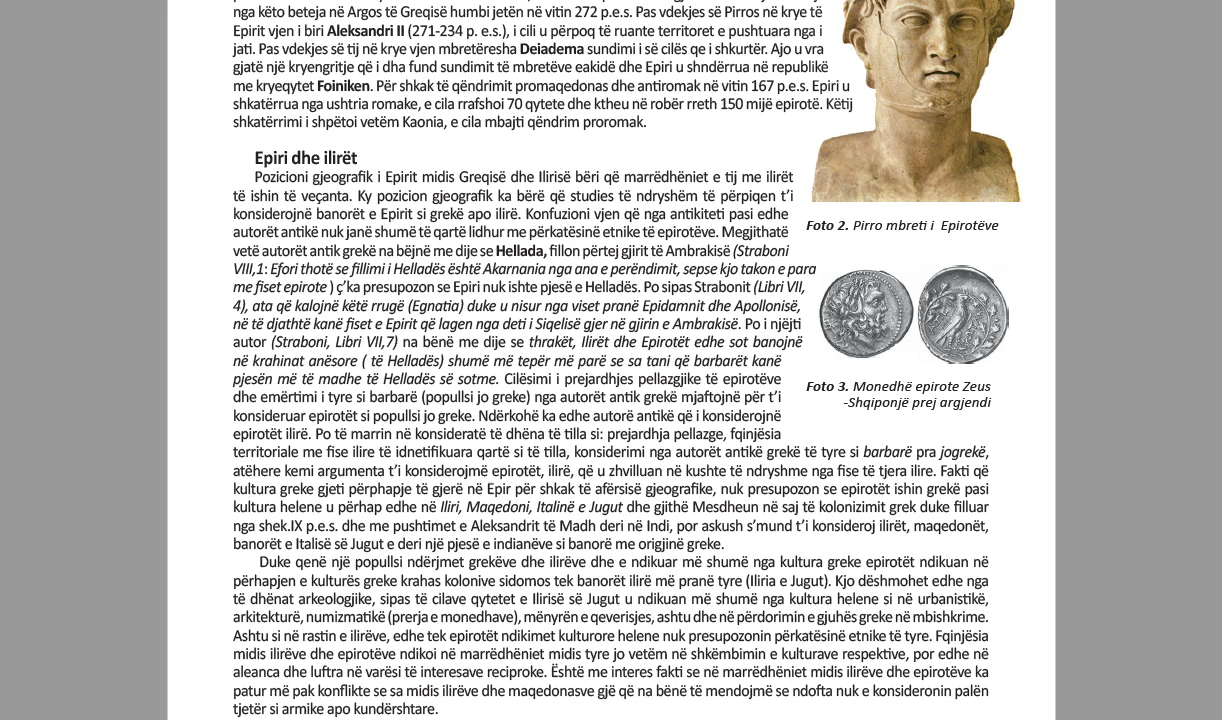 nga këto beteja në Argos të Greqisë humbi jetën në vitin 272 p.e.s. Pas vdekjes së Pirros në krye të
Epirit vjen i biri Aleksandri II (271-234 p. e.s.), i cili u përpoq të ruante territoret e pushtuara nga i
jati. Pas vdekjes së tij në krye vjen mbretëresha Deiadema sundimi i së cilës qe i shkurtër. Ajo u vra
gjatë një kryengritje që i dha fund sundimit të mbretëve eakidë dhe Epiri u shndërrua në republikë
me kryeqytet Foiniken. Për shkak të qëndrimit promaqedonas dhe antiromak në vitin 167 p.e.s. Epiri u
shkatërrua nga ushtria romake, e cila rrafshoi 70 qytete dhe ktheu në robër rreth 150 mijë epirotë. Këtij
shkatërrimi i shpëtoi vetëm Kaonia, e cila mbajti qëndrim proromak.
Epiri dhe ilirët
Pozicioni gjeografik i Epirit midis Greqisë dhe Ilirisë bëri që marrëdhëniet e tij me ilirët
të ishin të veçanta. Ky pozicion gjeografik ka bërë që studies të ndryshëm të përpiqen t’i
konsiderojnë banorët e Epirit si grekë apo ilirë. Konfuzioni vjen që nga antikiteti pasi edhe
autorët antikë nuk janë shumë të qartë lidhur me përkatësinë etnike të epirotëve. Megjithatë
vetë autorët antik grekë na bëjnë me dije se Hellada, fillon përtej gjirit të Ambrakisë (Straboni
VIII,1: Efori thotë se fillimi i Helladës është Akarnania nga ana e perëndimit, sepse kjo takon e para
me fiset epirote ) ç’ka presupozon se Epiri nuk ishte pjesë e Helladës. Po sipas Strabonit (Libri VII,
4), ata që kalojnë këtë rrugë (Egnatia) duke u nisur nga viset pranë Epidamnit dhe Apollonisë,
në të djathtë kanë fiset e Epirit që lagen nga deti i Siqelisë gjer në gjirin e Ambrakisë. Po i njëjti
autor (Straboni, Libri VII,7) na bënë me dije se thrakët, Ilirët dhe Epirotët edhe sot banojnë
në krahinat anësore ( të Helladës) shumë më tepër më parë se sa tani që barbarët kanë
pjesën më të madhe të Helladës së sotme. Cilësimi i prejardhjes pellazgjike të epirotëve
dhe emërtimi i tyre si barbarë (popullsi jo greke) nga autorët antik grekë mjaftojnë për t’i
konsideruar epirotët si popullsi jo greke. Ndërkohë ka edhe autorë antikë që i konsiderojnë
epirotët ilirë. Po të marrin në konsideratë të dhëna të tilla si: prejardhja pellazge, fqinjësia
territoriale me fise ilire të idnetifikuara qartë si të tilla, konsiderimi nga autorët antikë grekë të tyre si barbarë pra jogrekë,
atëhere kemi argumenta t’i konsiderojmë epirotët, ilirë, që u zhvilluan në kushte të ndryshme nga fise të tjera ilire. Fakti që
kultura greke gjeti përphapje të gjerë në Epir për shkak të afërsisë gjeografike, nuk presupozon se epirotët ishin grekë pasi
kultura helene u përhap edhe në Iliri, Maqedoni, Italinë e Jugut dhe gjithë Mesdheun në saj të kolonizimit grek duke filluar
nga shek.IX p.e.s. dhe me pushtimet e Aleksandrit të Madh deri në Indi, por askush s’mund t’i konsideroj ilirët, maqedonët,
banorët e Italisë së Jugut e deri një pjesë e indianëve si banorë me origjinë greke.
Duke qenë një popullsi ndërmjet grekëve dhe ilirëve dhe e ndikuar më shumë nga kultura greke epirotët ndikuan në
përhapjen e kulturës greke krahas kolonive sidomos tek banorët ilirë më pranë tyre (Iliria e Jugut). Kjo dëshmohet edhe nga
të dhënat arkeologjike, sipas të cilave qytetet e Ilirisë së Jugut u ndikuan më shumë nga kultura helene si në urbanistikë,
arkitekturë, numizmatikë (prerja e monedhave), mënyrën e qeverisjes, ashtu dhe në përdorimin e gjuhës greke në mbishkrime.
Ashtu si në rastin e ilirëve, edhe tek epirotët ndikimet kulturore helene nuk presupozonin përkatësinë etnike të tyre. Fqinjësia
midis ilirëve dhe epirotëve ndikoi në marrëdhëniet midis tyre jo vetëm në shkëmbimin e kulturave respektive, por edhe në
aleanca dhe luftra në varësi të interesave reciproke. Është me interes fakti se në marrëdhëniet midis ilirëve dhe epirotëve ka
patur më pak konflikte se sa midis ilirëve dhe maqedonasve gjë që na bënë të mendojmë se ndofta nuk e konsideronin palën
tjetër si armike apo kundërshtare.
Foto 2. Pirro mbreti i Epirotëve
Foto 3. Monedhë epirote Zeus
-Shqiponjë prej argjendi